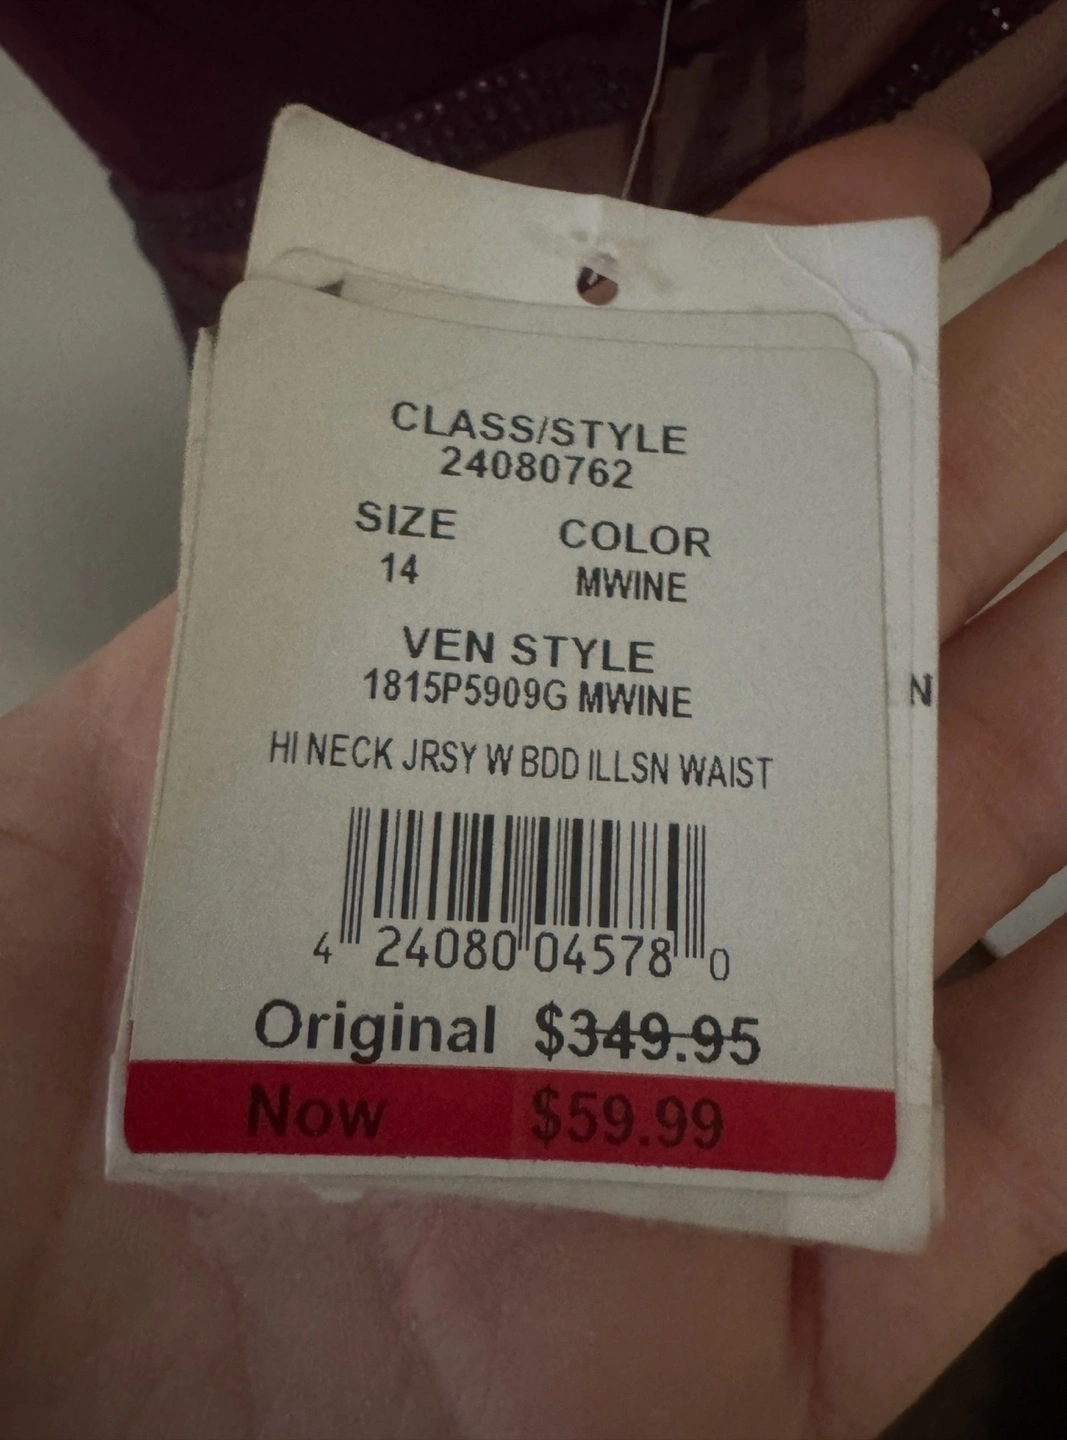 CLASS/STYLE
24080762
SIZE COLOR
14 MWINE
VEN STYLE
1815P5909G MWINE
N
HI NECK JRSY W BDD ILLSN WAIST
4 24080 04578 0
Original $349.95
Now $59.99